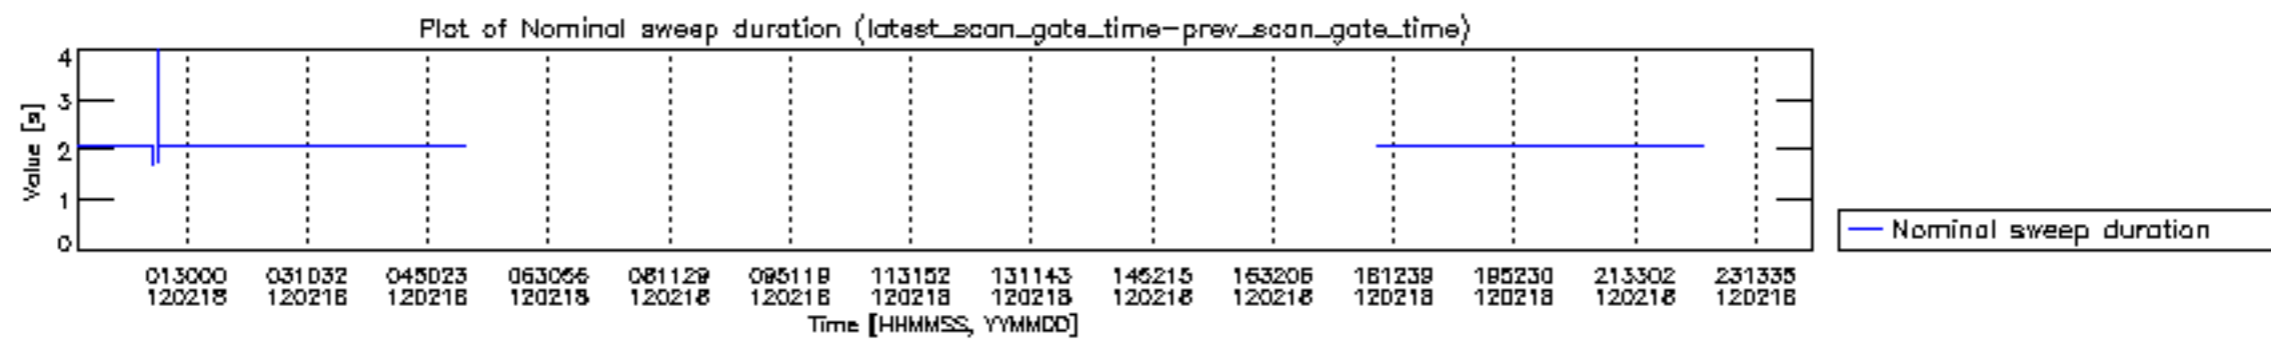 Plot of Nominal sweep duration (latest_scan_gate_time-prev_scan_gate_time)
4
3
2
1
0
Value [s]
Nominal sweep duration
013000 031032 045023 063056 081129 095119 113152 131143 145215 163206 181239 195230 213302 231335
120218 120218 120218 120218 120218 120218 120218 120218 120218 120218 120218 120218 120218 120218
Time [HHMMSS, YYMMDD]